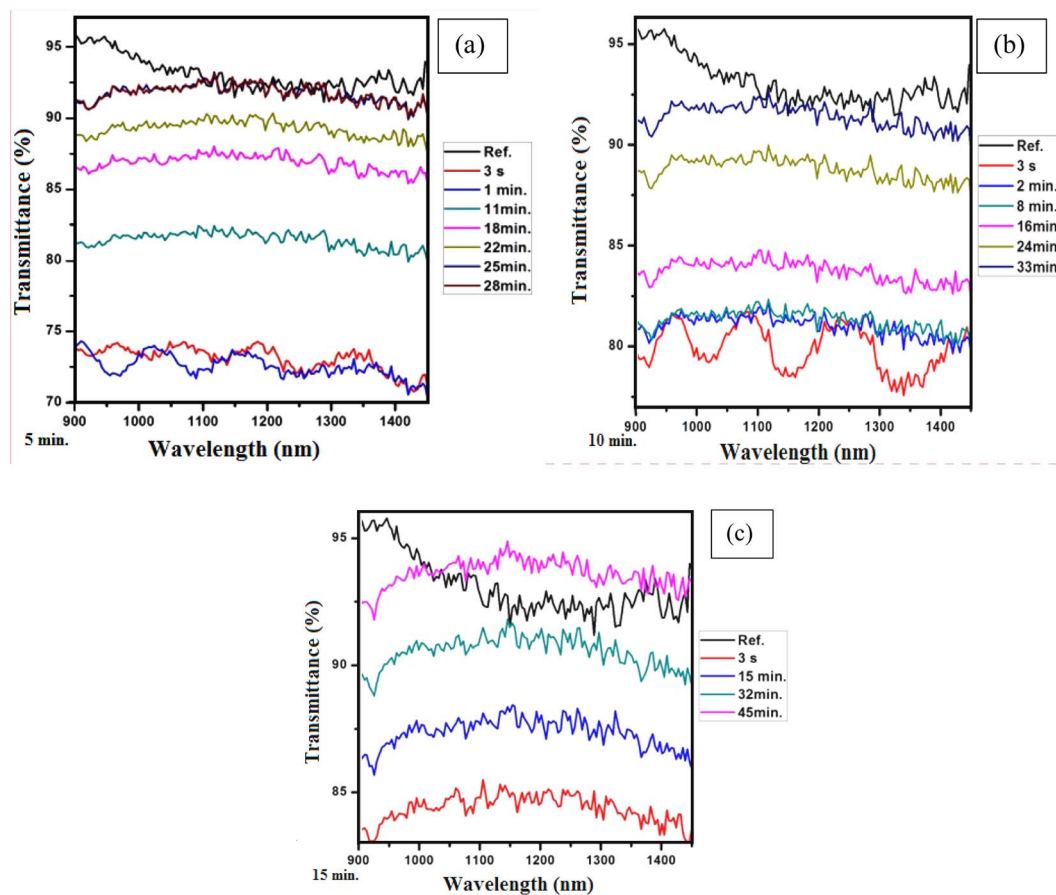 (a)
95
90
85
80
75
70
Transmittance (%)
Ref.
3 s
1 min.
11min.
18min.
22min.
25min.
28min.
900 1000 1100 1200 1300 1400
5 min.
Wavelength (nm)
(b)
95
90
85
80
Transmittance (%)
Ref.
3 s
2 min.
8 min.
16min
24min
33min
900 1000 1100 1200 1300 1400
10 min.
Wavelength (nm)
(c)
95
90
85
Transmittance (%)
Ref.
3 s
15 min.
32min.
45min.
900 1000 1100 1200 1300 1400
15 min.
Wavelength (nm)